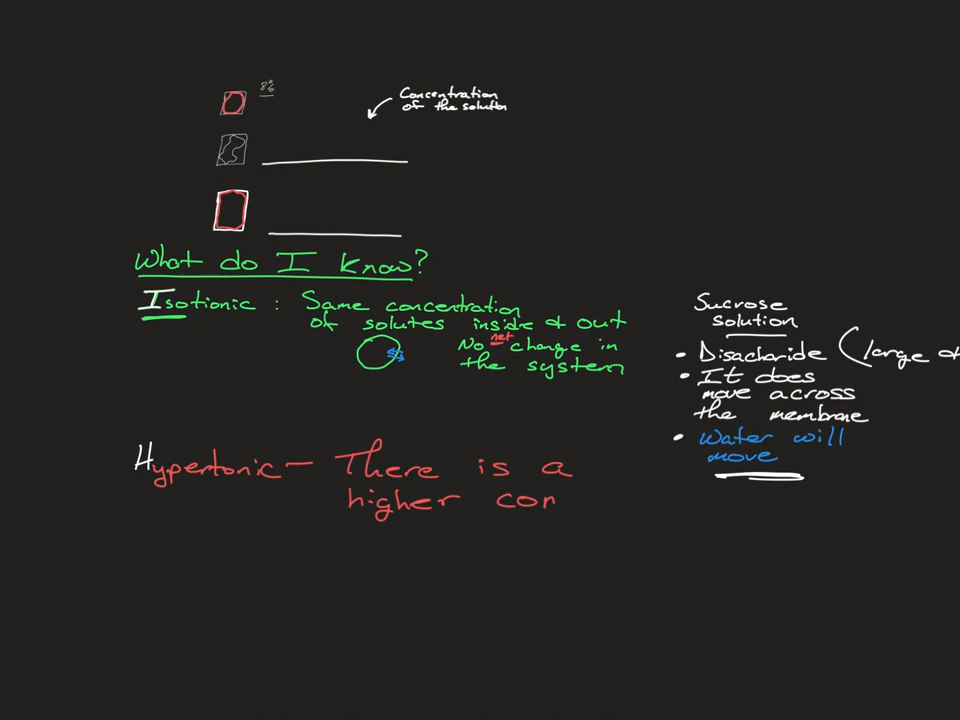 8%
Concentration
of the solution
What do I know?
Isotionic : Same concentration
of solutes inside & out
No net change in
the system
Hypertonic — There is a
higher con
Sucrose
solution
• Disacharide (large
• It does
move across
the membrane
• Water will
move